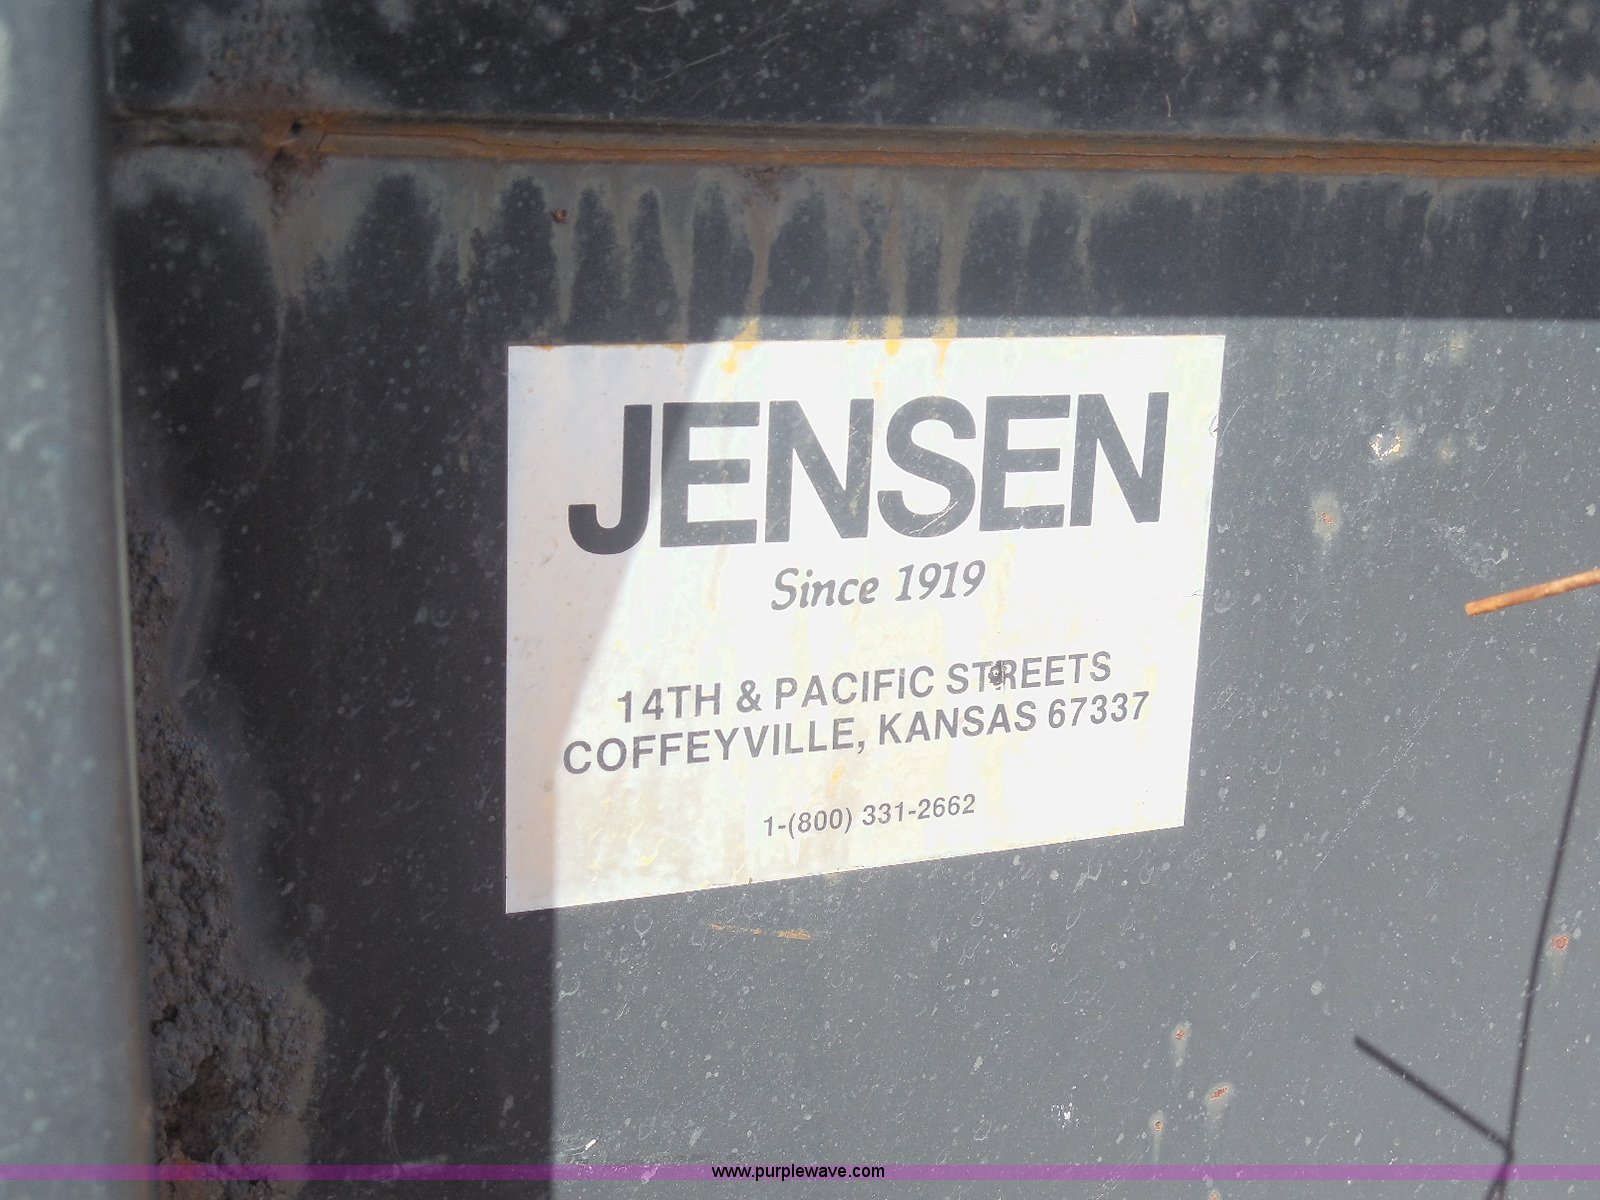 JENSEN
Since 1919
14TH & PACIFIC STREETS
COFFEYVILLE, KANSAS 67337
1-(800) 331-2662
www.purplewave.com